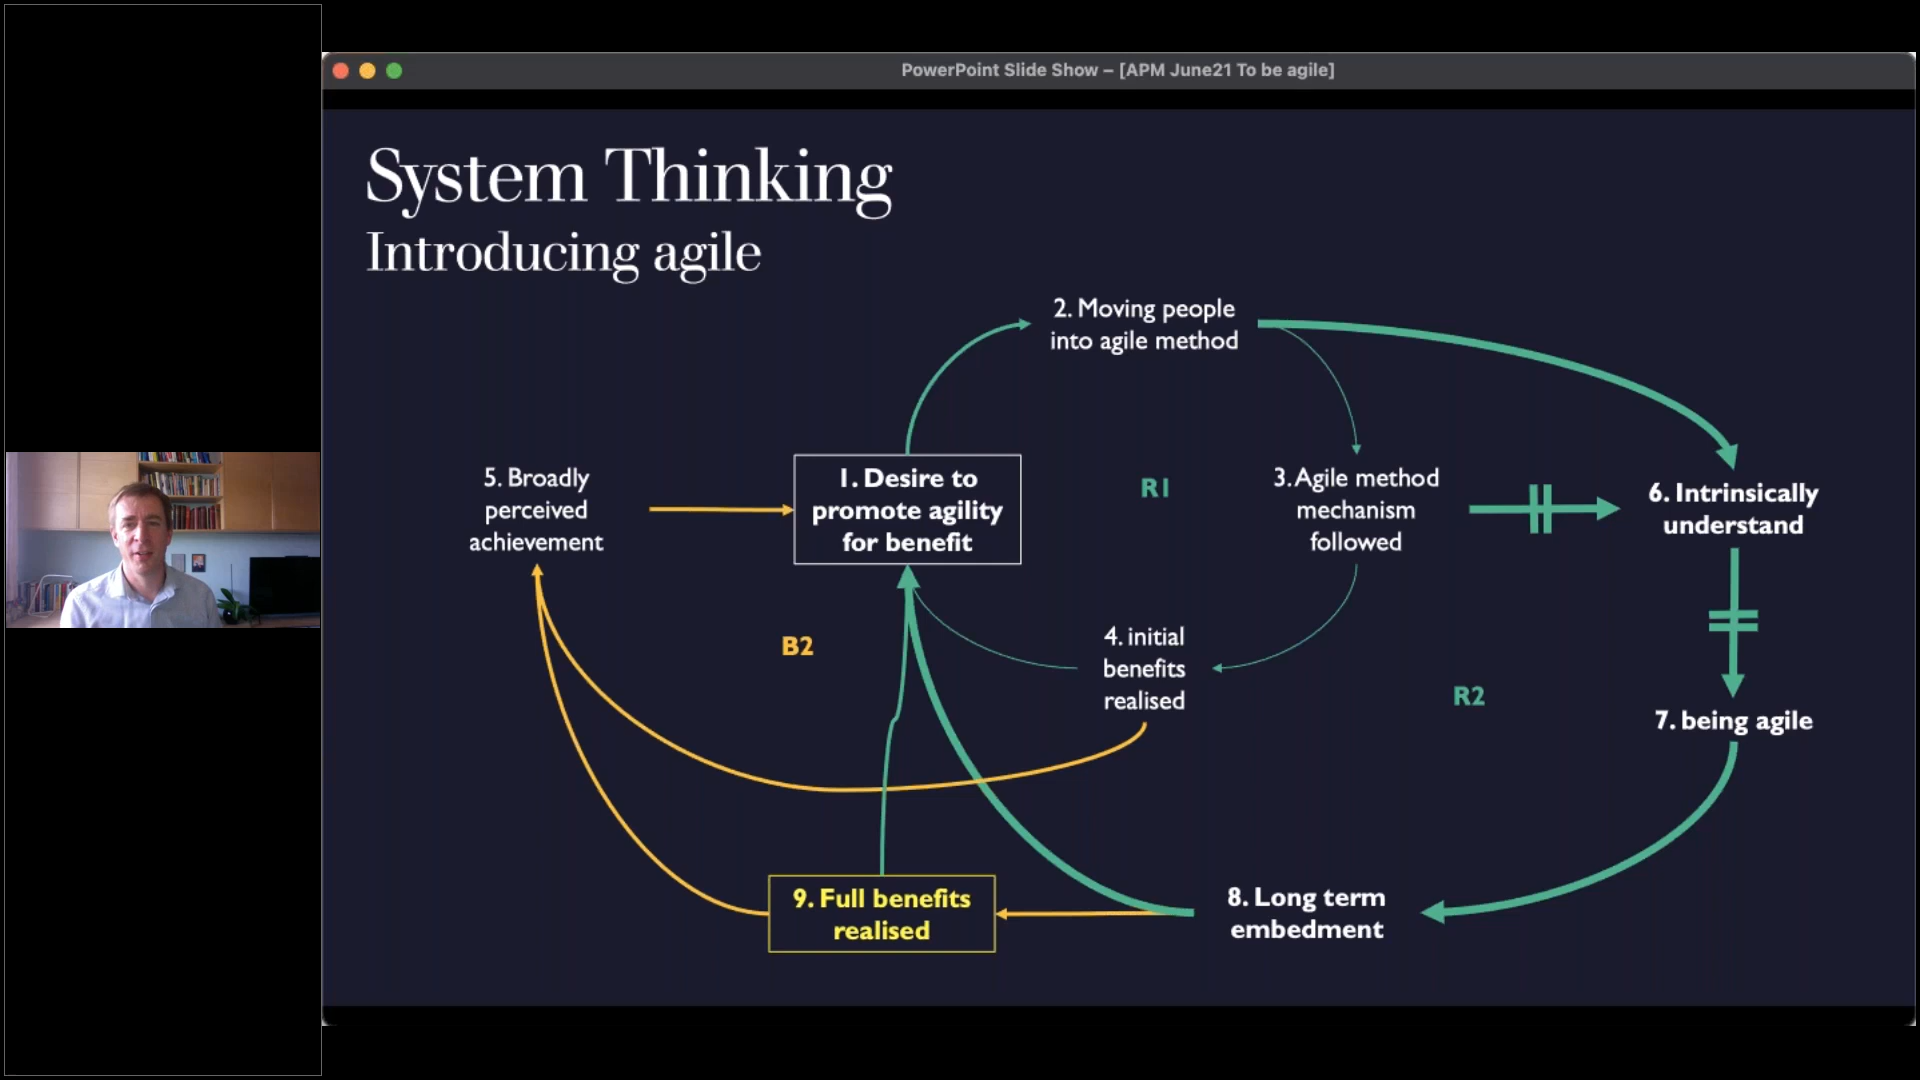 PowerPoint Slide Show – [APM June21 To be agile]
System Thinking
Introducing agile
2. Moving people
into agile method
5. Broadly
perceived
achievement
1. Desire to
promote agility
for benefit
R1
3. Agile method
mechanism
followed
6. Intrinsically
understand
B2
4. initial
benefits
realised
R2
7. being agile
9. Full benefits
realised
8. Long term
embedment